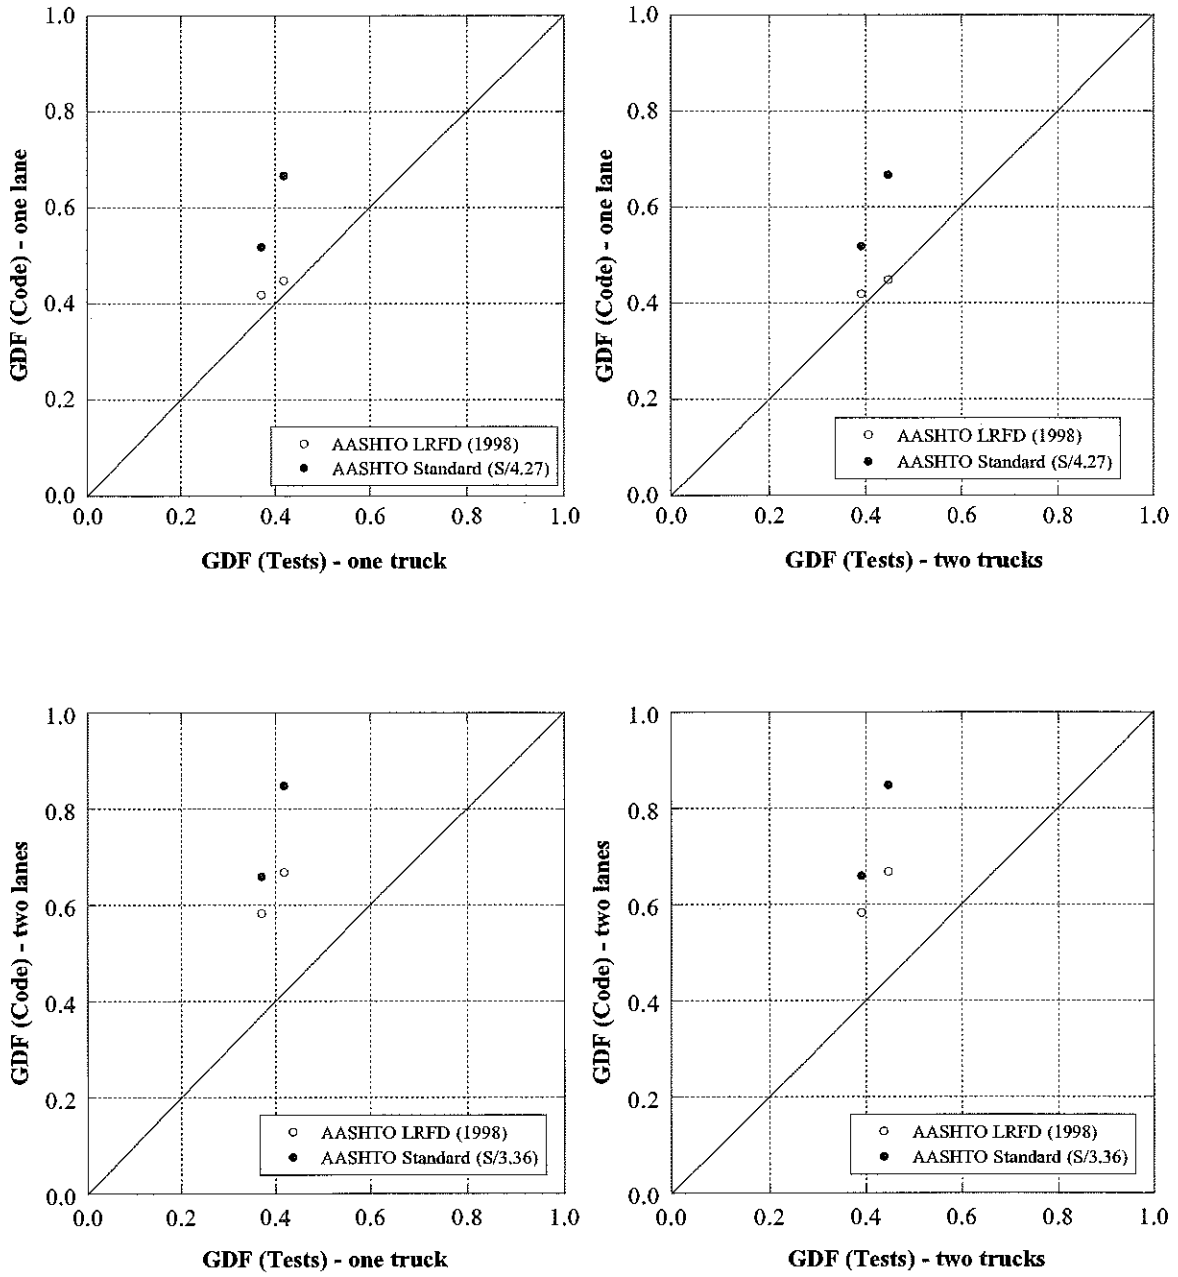 1.0
0.8
0.6
0.4
0.2
0.0
GDF (Code) - one lane
AASHTO LRFD (1998)
AASHTO Standard (S/4.27)
0.0 0.2 0.4 0.6 0.8 1.0
GDF (Tests) - one truck
1.0
0.8
0.6
0.4
0.2
0.0
GDF (Code) - one lane
AASHTO LRFD (1998)
AASHTO Standard (S/4.27)
0.0 0.2 0.4 0.6 0.8 1.0
GDF (Tests) - two trucks
1.0
0.8
0.6
0.4
0.2
0.0
GDF (Code) - two lanes
AASHTO LRFD (1998)
AASHTO Standard (S/3.36)
0.0 0.2 0.4 0.6 0.8 1.0
GDF (Tests) - one truck
1.0
0.8
0.6
0.4
0.2
0.0
GDF (Code) - two lanes
AASHTO LRFD (1998)
AASHTO Standard (S/3.36)
0.0 0.2 0.4 0.6 0.8 1.0
GDF (Tests) - two trucks